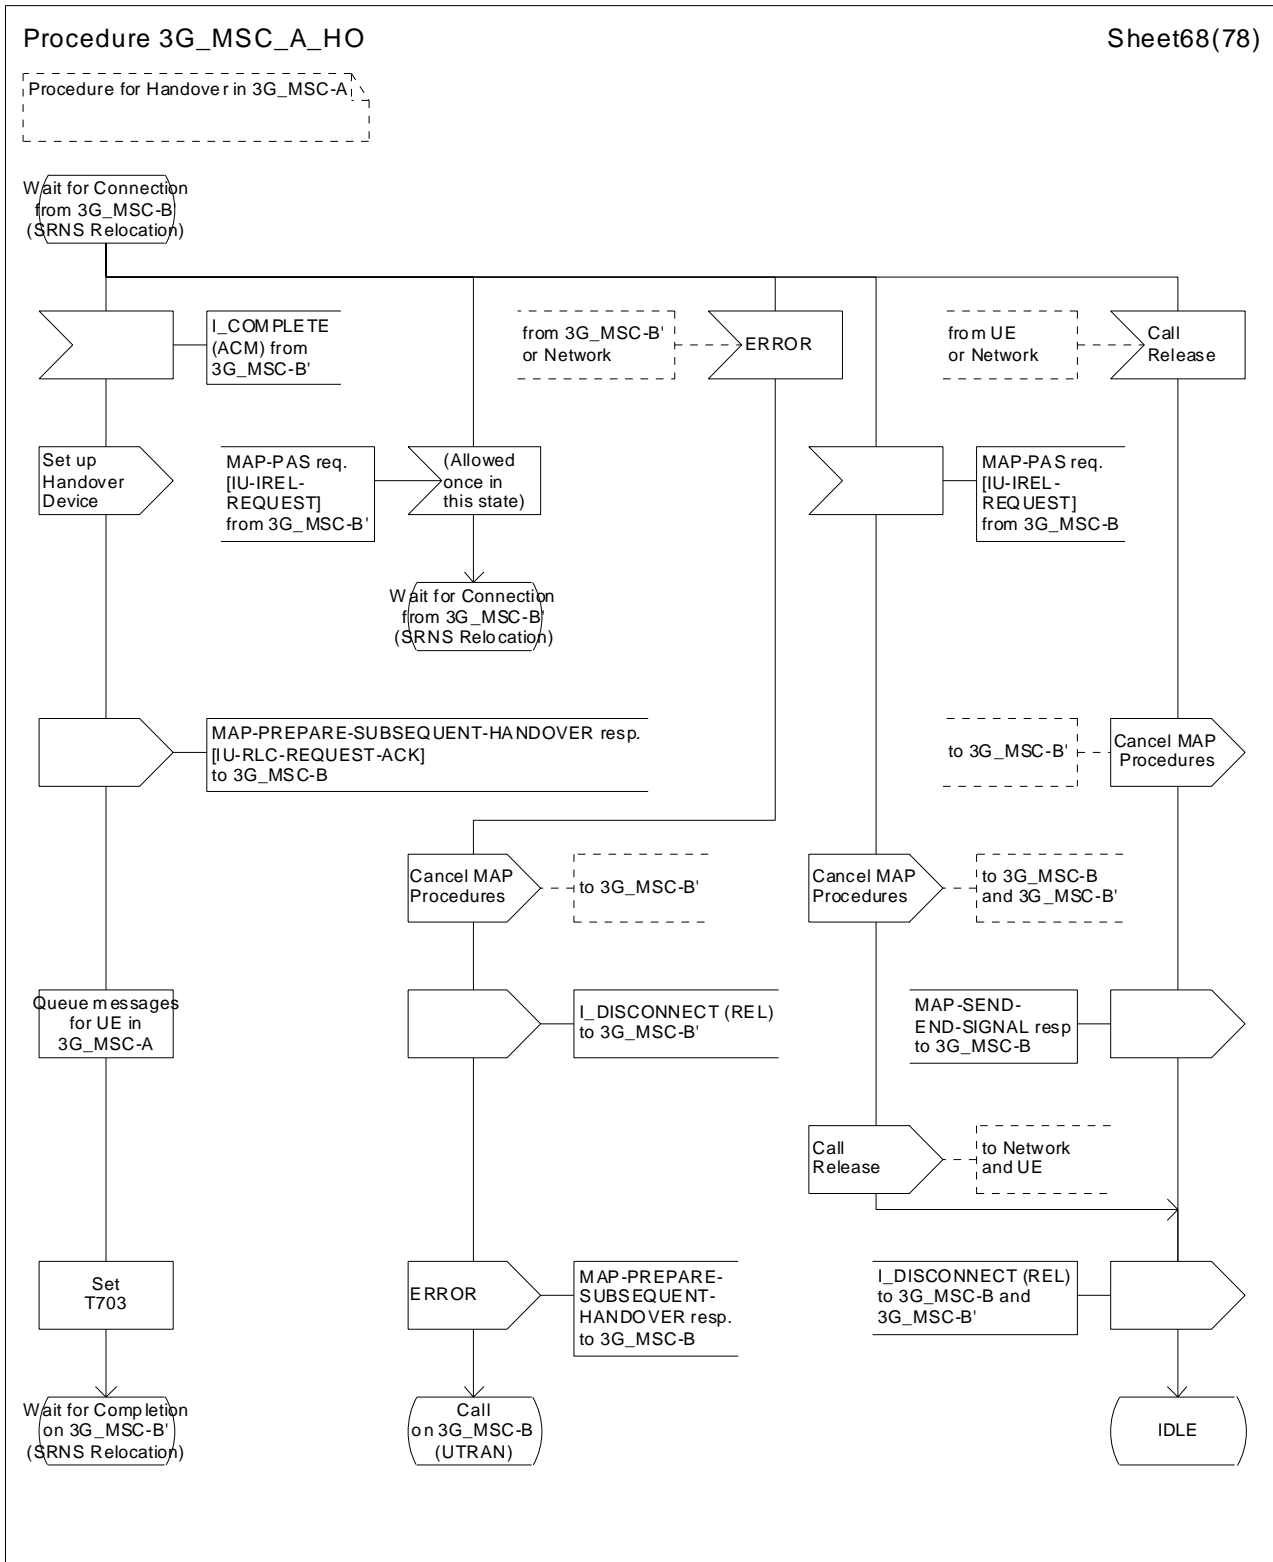 Procedure 3G_MSC_A_HO
Sheet68(78)
Procedure for Handover in 3G_MSC-A
Wait for Connection
from 3G_MSC-B'
(SRNS Relocation)
I_COMPLETE
(ACM) from
3G_MSC-B'
from 3G_MSC-B'
or Network
ERROR
from UE
or Network
Call
Release
Set up
Handover
Device
MAP-PAS req.
[IU-IREL-
REQUEST]
from 3G_MSC-B'
(Allowed
once in
this state)
MAP-PAS req.
[IU-IREL-
REQUEST]
from 3G_MSC-B
Wait for Connection
from 3G_MSC-B'
(SRNS Relocation)
MAP-PREPARE-SUBSEQUENT-HANDOVER resp.
[IU-RLC-REQUEST-ACK]
to 3G_MSC-B
to 3G_MSC-B'
Cancel MAP
Procedures
Cancel MAP
Procedures
to 3G_MSC-B'
Cancel MAP
Procedures
to 3G_MSC-B
and 3G_MSC-B'
Queue messages
for UE in
3G_MSC-A
I_DISCONNECT (REL)
to 3G_MSC-B'
MAP-SEND-
END-SIGNAL resp
to 3G_MSC-B
Call
Release
to Network
and UE
Set
T703
ERROR
MAP-PREPARE-
SUBSEQUENT-
HANDOVER resp.
to 3G_MSC-B
I_DISCONNECT (REL)
to 3G_MSC-B and
3G_MSC-B'
Wait for Completion
on 3G_MSC-B'
(SRNS Relocation)
Call
on 3G_MSC-B
(UTRAN)
IDLE